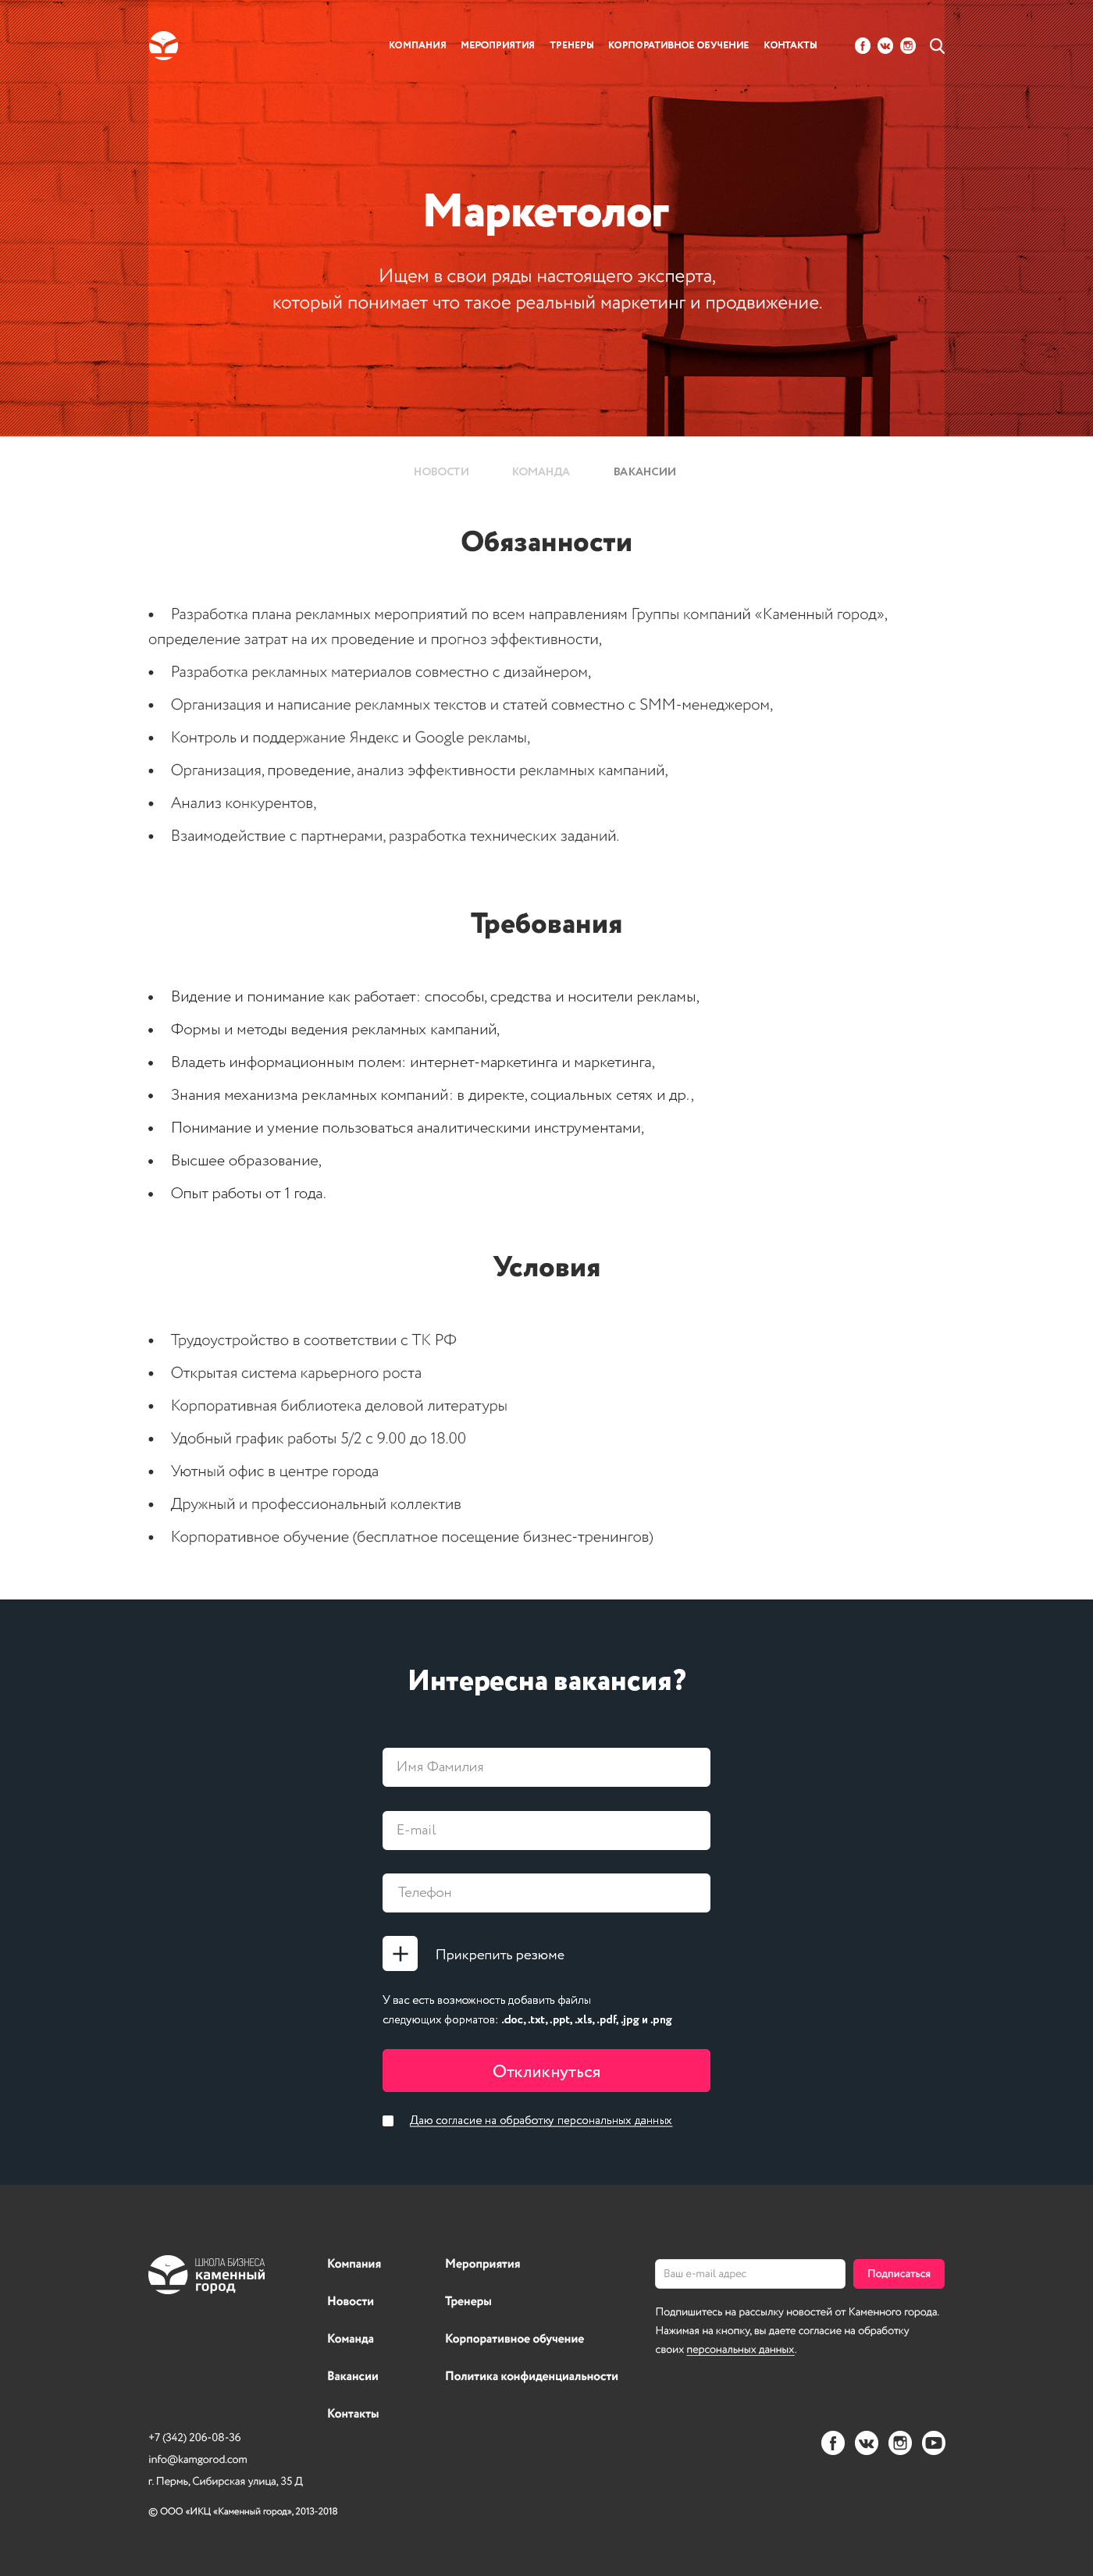 КОМПАНИЯ МЕРОПРИЯТИЯ ТРЕНЕРЫ КОРПОРАТИВНОЕ ОБУЧЕНИЕ КОНТАКТЫ
Маркетолог
Ищем в свои ряды настоящего эксперта,
который понимает что такое реальный маркетинг и продвижение.
НОВОСТИ КОМАНДА ВАКАНСИИ
Обязанности
• Разработка плана рекламных мероприятий по всем направлениям Группы компаний «Каменный город»,
определение затрат на их проведение и прогноз эффективности,
• Разработка рекламных материалов совместно с дизайнером,
• Организация и написание рекламных текстов и статей совместно с SMM-менеджером,
• Контроль и поддержание Яндекс и Google рекламы,
• Организация, проведение, анализ эффективности рекламных кампаний,
• Анализ конкурентов,
• Взаимодействие с партнерами, разработка технических заданий.
Требования
• Видение и понимание как работает: способы, средства и носители рекламы,
• Формы и методы ведения рекламных кампаний,
• Владеть информационным полем: интернет-маркетинга и маркетинга,
• Знания механизма рекламных компаний: в директе, социальных сетях и др.,
• Понимание и умение пользоваться аналитическими инструментами,
• Высшее образование,
• Опыт работы от 1 года.
Условия
• Трудоустройство в соответствии с ТК РФ
• Открытая система карьерного роста
• Корпоративная библиотека деловой литературы
• Удобный график работы 5/2 с 9.00 до 18.00
• Уютный офис в центре города
• Дружный и профессиональный коллектив
• Корпоративное обучение (бесплатное посещение бизнес-тренингов)
Интересна вакансия?
Имя Фамилия
E-mail
Телефон
Прикрепить резюме
У вас есть возможность добавить файлы
следующих форматов: .doc, .txt, .ppt, .xls, .pdf, .jpg и .png
Откликнуться
Даю согласие на обработку персональных данных
ШКОЛА БИЗНЕСА
каменный
город
Компания
Новости
Команда
Вакансии
Контакты
Мероприятия
Тренеры
Корпоративное обучение
Политика конфиденциальности
Ваш e-mail адрес Подписаться
Подпишитесь на рассылку новостей от Каменного города.
Нажимая на кнопку, вы даете согласие на обработку
своих персональных данных.
+7 (342) 206-08-36
info@kamgorod.com
г. Пермь, Сибирская улица, 35 Д
© ООО «ИКЦ «Каменный город», 2013-2018